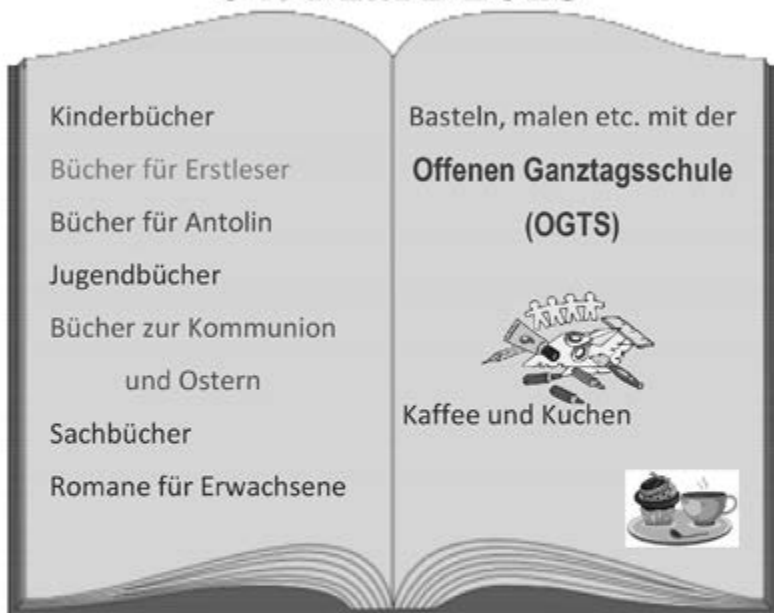 Kinderbücher
Bücher für Erstleser
Bücher für Antolin
Jugendbücher
Bücher zur Kommunion
und Ostern
Sachbücher
Romane für Erwachsene
Basteln, malen etc. mit der
Offenen Ganztagsschule
(OGTS)
Kaffee und Kuchen